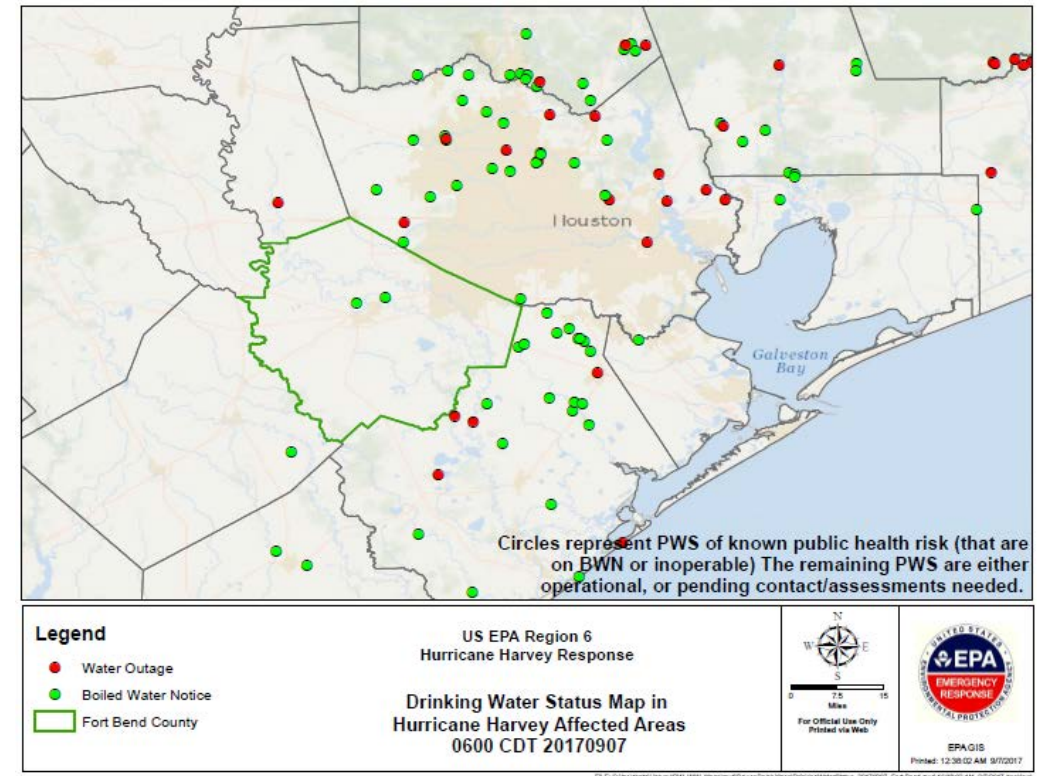 Houston
Galveston
Bay
Circles represent PWS of known public health risk (that are
on BWN or inoperable) The remaining PWS are either
operational, or pending contact/assessments needed.
Legend
Water Outage
Boiled Water Notice
Fort Bend County
US EPA Region 6
Hurricane Harvey Response
Drinking Water Status Map in
Hurricane Harvey Affected Areas
0600 CDT 20170907
N
W E
S
0 7.5 15
Miles
For Official Use Only
Printed via Web
UNITED STATES
EPA
EMERGENCY
RESPONSE
ENVIRONMENTAL PROTECTION AGENCY
EPAGIS
Printed: 12:36:02 AM 9/7/2017